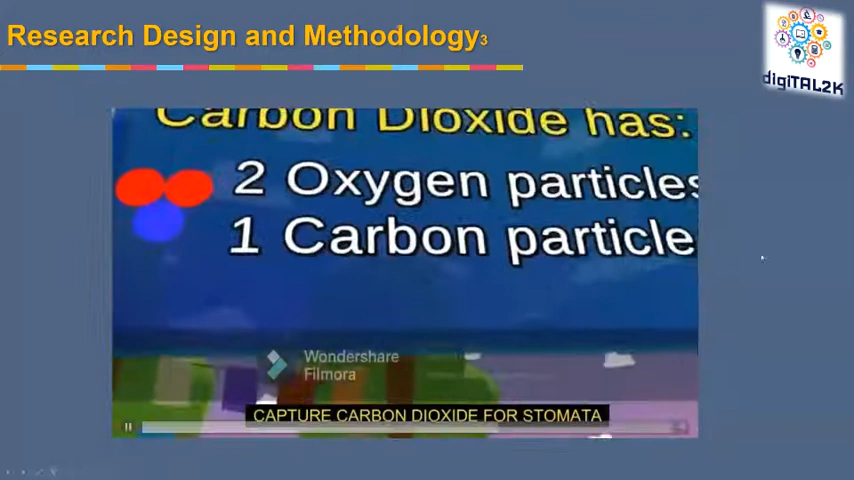 Research Design and Methodology3
digiTAL2K
Carbon Dioxide has:
2 Oxygen particles
1 Carbon particle
Wondershare
Filmora
CAPTURE CARBON DIOXIDE FOR STOMATA